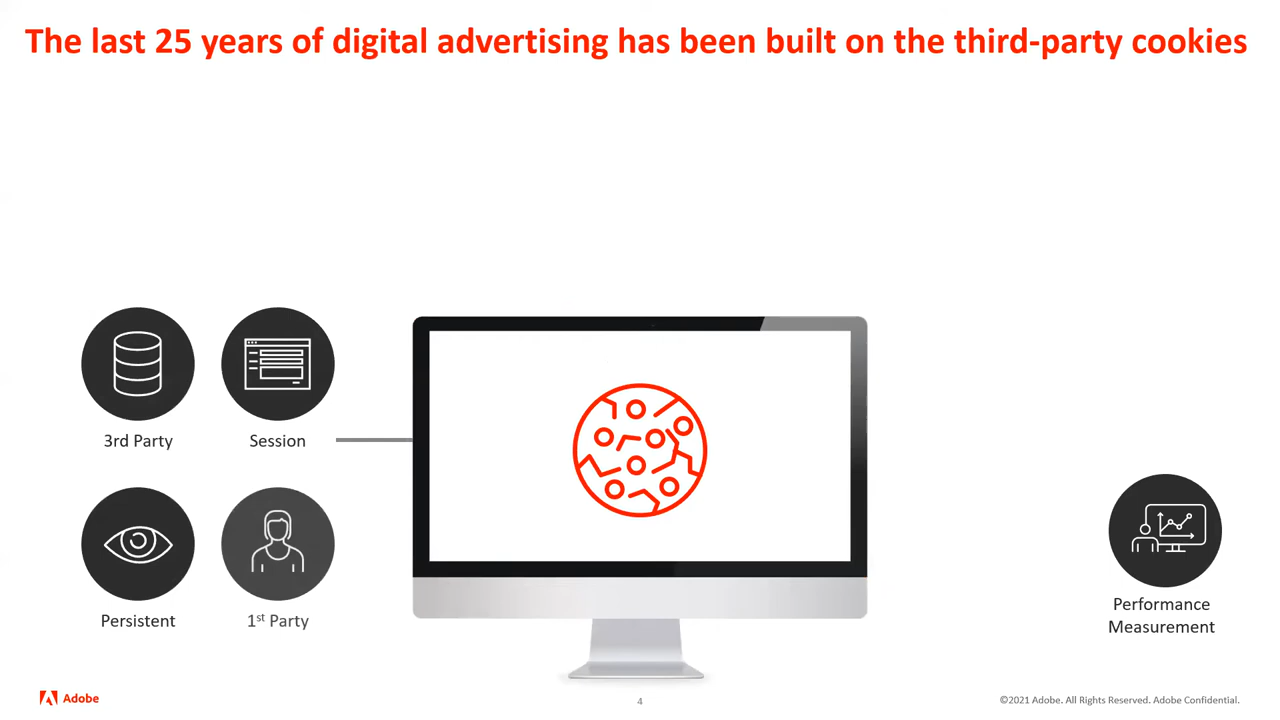 The last 25 years of digital advertising has been built on the third-party cookies
3rd Party
Session
Persistent
1st Party
Performance
Measurement
Adobe
4
©2021 Adobe. All Rights Reserved. Adobe Confidential.